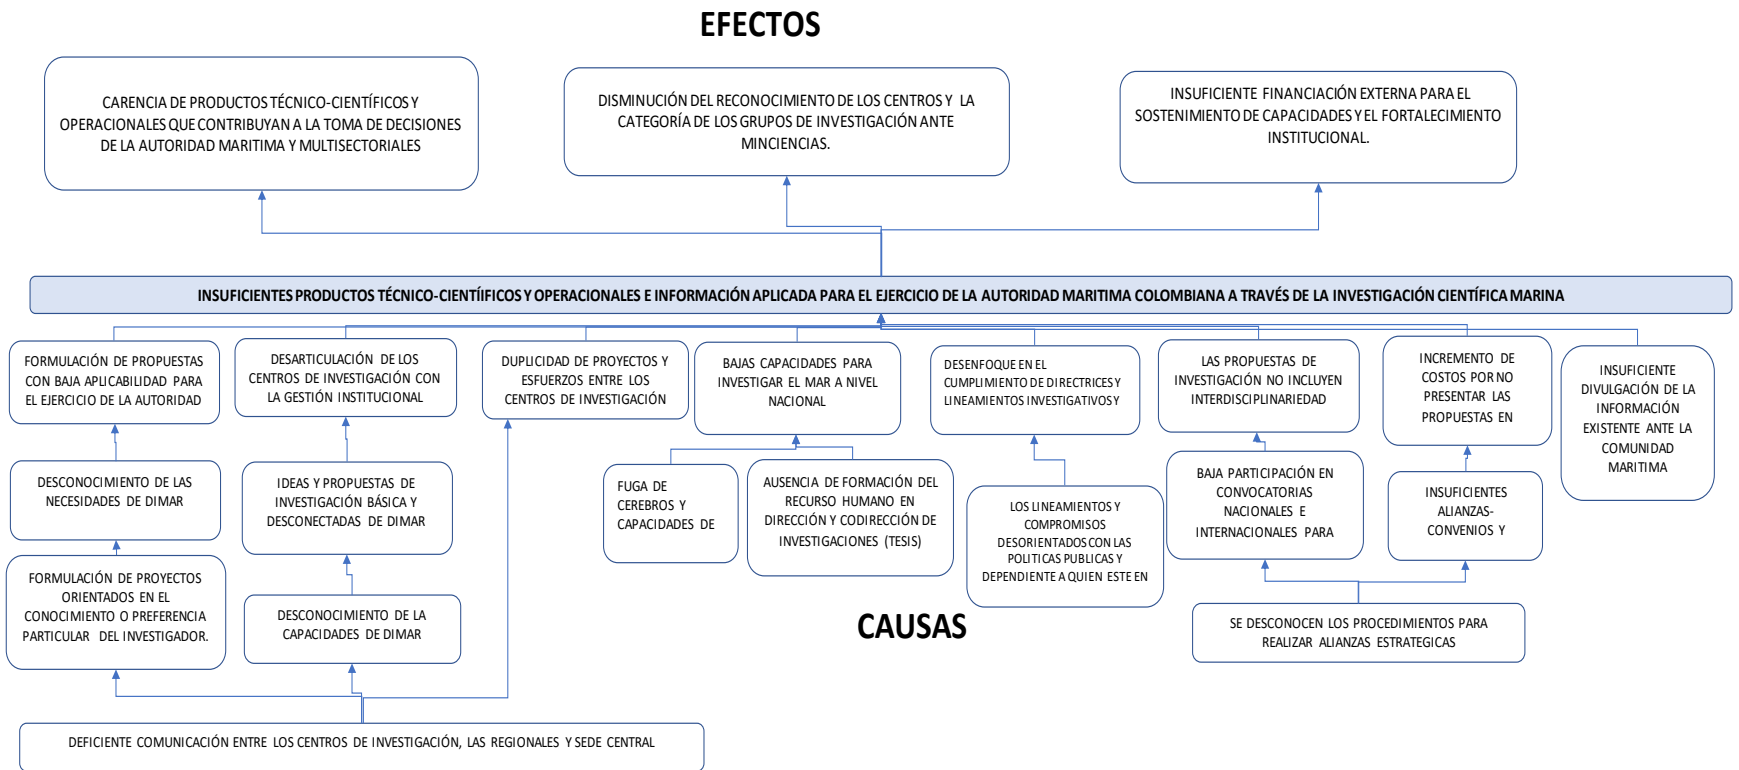 EFECTOS
CARENCIA DE PRODUCTOS TÉCNICO-CIENTÍFICOS Y
OPERACIONALES QUE CONTRIBUYAN A LA TOMA DE DECISIONES
DE LA AUTORIDAD MARITIMA Y MULTISECTORIALES
DISMINUCIÓN DEL RECONOCIMIENTO DE LOS CENTROS Y LA
CATEGORÍA DE LOS GRUPOS DE INVESTIGACIÓN ANTE
MINCIENCIAS.
INSUFICIENTE FINANCIACIÓN EXTERNA PARA EL
SOSTENIMIENTO DE CAPACIDADES Y EL FORTALECIMIENTO
INSTITUCIONAL.
INSUFICIENTES PRODUCTOS TÉCNICO-CIENTÍIFICOS Y OPERACIONALES E INFORMACIÓN APLICADA PARA EL EJERCICIO DE LA AUTORIDAD MARITIMA COLOMBIANA A TRAVÉS DE LA INVESTIGACIÓN CIENTÍFICA MARINA
FORMULACIÓN DE PROPUESTAS
CON BAJA APLICABILIDAD PARA
EL EJERCICIO DE LA AUTORIDAD
DESARTICULACIÓN DE LOS
CENTROS DE INVESTIGACIÓN CON
LA GESTIÓN INSTITUCIONAL
DUPLICIDAD DE PROYECTOS Y
ESFUERZOS ENTRE LOS
CENTROS DE INVESTIGACIÓN
BAJAS CAPACIDADES PARA
INVESTIGAR EL MAR A NIVEL
NACIONAL
DESENFOQUE EN EL
CUMPLIMIENTO DE DIRECTRICES Y
LINEAMIENTOS INVESTIGATIVOS Y
LAS PROPUESTAS DE
INVESTIGACIÓN NO INCLUYEN
INTERDISCIPLINARIEDAD
INCREMENTO DE
COSTOS POR NO
PRESENTAR LAS
PROPUESTAS EN
INSUFICIENTE
DIVULGACIÓN DE LA
INFORMACIÓN
EXISTENTE ANTE LA
COMUNIDAD
MARITIMA
DESCONOCIMIENTO DE LAS
NECESIDADES DE DIMAR
IDEAS Y PROPUESTAS DE
INVESTIGACIÓN BÁSICA Y
DESCONECTADAS DE DIMAR
FUGA DE
CEREBROS Y
CAPACIDADES DE
AUSENCIA DE FORMACIÓN DEL
RECURSO HUMANO EN
DIRECCIÓN Y CODIRECCIÓN DE
INVESTIGACIONES (TESIS)
LOS LINEAMIENTOS Y
COMPROMISOS
DESORIENTADOS CON LAS
POLITICAS PUBLICAS Y
DEPENDIENTE A QUIEN ESTE EN
BAJA PARTICIPACIÓN EN
CONVOCATORIAS
NACIONALES E
INTERNACIONALES PARA
INSUFICIENTES
ALIANZAS-
CONVENIOS Y
FORMULACIÓN DE PROYECTOS
ORIENTADOS EN EL
CONOCIMIENTO O PREFERENCIA
PARTICULAR DEL INVESTIGADOR.
DESCONOCIMIENTO DE LA
CAPACIDADES DE DIMAR
CAUSAS
SE DESCONOCEN LOS PROCEDIMIENTOS PARA
REALIZAR ALIANZAS ESTRATEGICAS
DEFICIENTE COMUNICACIÓN ENTRE LOS CENTROS DE INVESTIGACIÓN, LAS REGIONALES Y SEDE CENTRAL